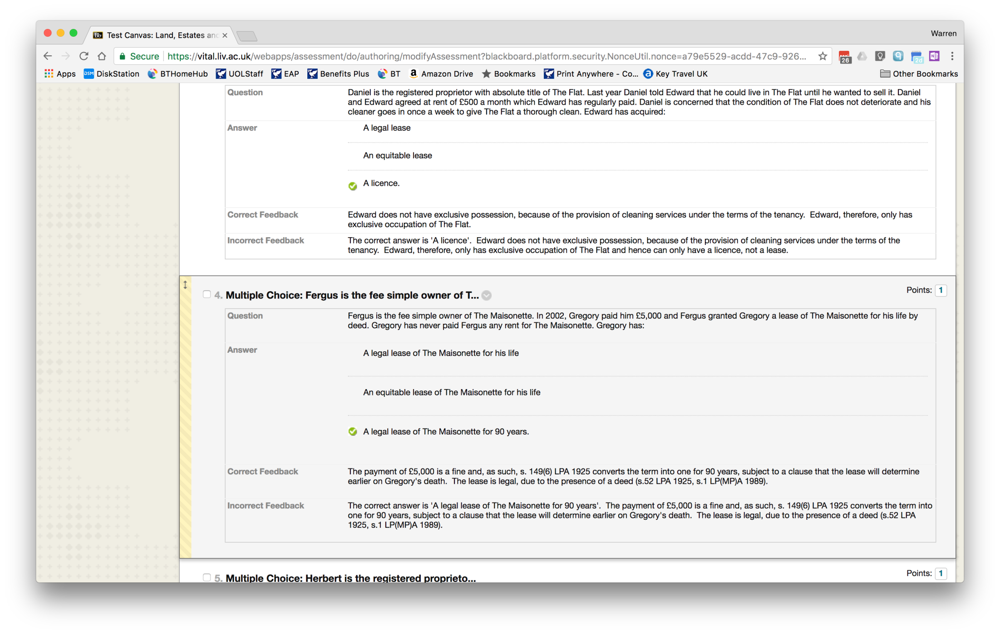 Test Canvas: Land, Estates and
Warren
Secure https://vital.liv.ac.uk/webapps/assessment/do/authoring/modifyAssessment?blackboard.platform.security.NonceUtil.nonce=a79e5529-acdd-47c9-926...
26
2d
Apps DSM DiskStation BTHomeHub UOLStaff EAP Benefits Plus BT Amazon Drive Bookmarks Print Anywhere - Co... Key Travel UK Other Bookmarks
Question
Daniel is the registered proprietor with absolute title of The Flat. Last year Daniel told Edward that he could live in The Flat until he wanted to sell it. Daniel
and Edward agreed at rent of £500 a month which Edward has regularly paid. Daniel is concerned that the condition of The Flat does not deteriorate and his
cleaner goes in once a week to give The Flat a thorough clean. Edward has acquired:
Answer
A legal lease
An equitable lease
A licence.
Correct Feedback
Edward does not have exclusive possession, because of the provision of cleaning services under the terms of the tenancy. Edward, therefore, only has
exclusive occupation of The Flat.
Incorrect Feedback
The correct answer is 'A licence'. Edward does not have exclusive possession, because of the provision of cleaning services under the terms of the
tenancy. Edward, therefore, only has exclusive occupation of The Flat and hence can only have a licence, not a lease.
4. Multiple Choice: Fergus is the fee simple owner of T...
Points: 1
Question
Fergus is the fee simple owner of The Maisonette. In 2002, Gregory paid him £5,000 and Fergus granted Gregory a lease of The Maisonette for his life by
deed. Gregory has never paid Fergus any rent for The Maisonette. Gregory has:
Answer
A legal lease of The Maisonette for his life
An equitable lease of The Maisonette for his life
A legal lease of The Maisonette for 90 years.
Correct Feedback
The payment of £5,000 is a fine and, as such, s. 149(6) LPA 1925 converts the term into one for 90 years, subject to a clause that the lease will determine
earlier on Gregory's death. The lease is legal, due to the presence of a deed (s.52 LPA 1925, s.1 LP(MP)A 1989).
Incorrect Feedback
The correct answer is 'A legal lease of The Maisonette for 90 years'. The payment of £5,000 is a fine and, as such, s. 149(6) LPA 1925 converts the term into
one for 90 years, subject to a clause that the lease will determine earlier on Gregory's death. The lease is legal, due to the presence of a deed (s.52 LPA
1925, s.1 LP(MP)A 1989).
5. Multiple Choice: Herbert is the registered proprieto...
Points: 1